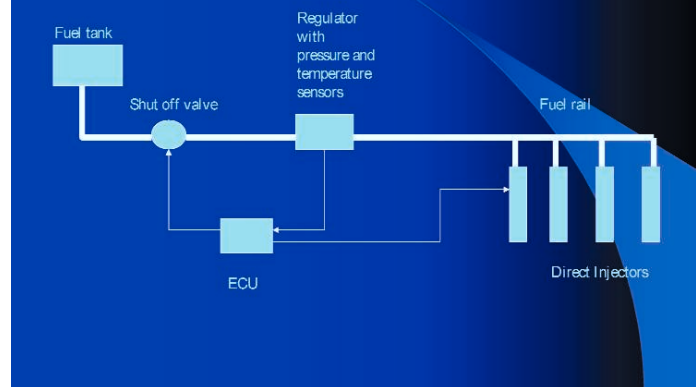 Fuel tank
Regulator
with
pressure and
temperature
sensors
Shut off valve
Fuel rail
ECU
Direct Injectors